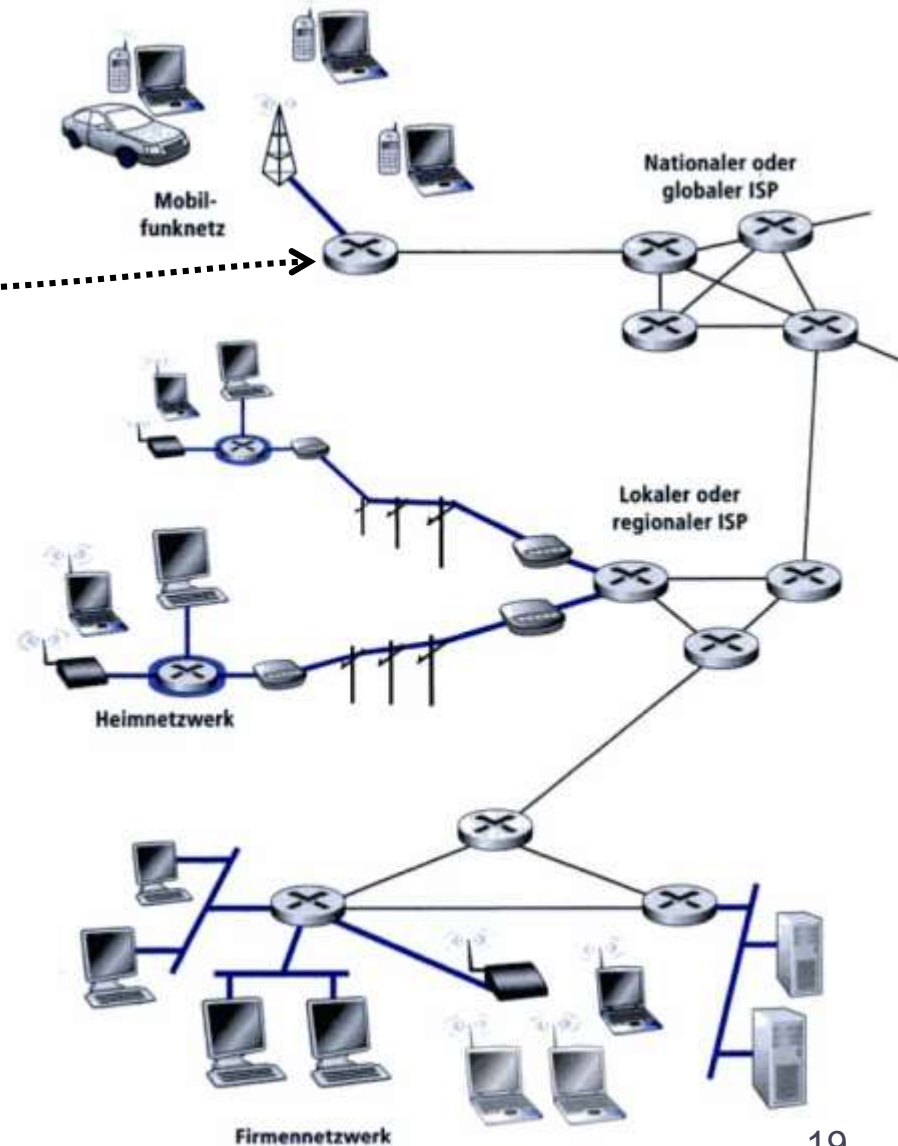 Nationaler oder
globaler ISP
Mobil-
funknetz
Lokaler oder
regionaler ISP
Heimnetzwerk
Firmennetzwerk
19